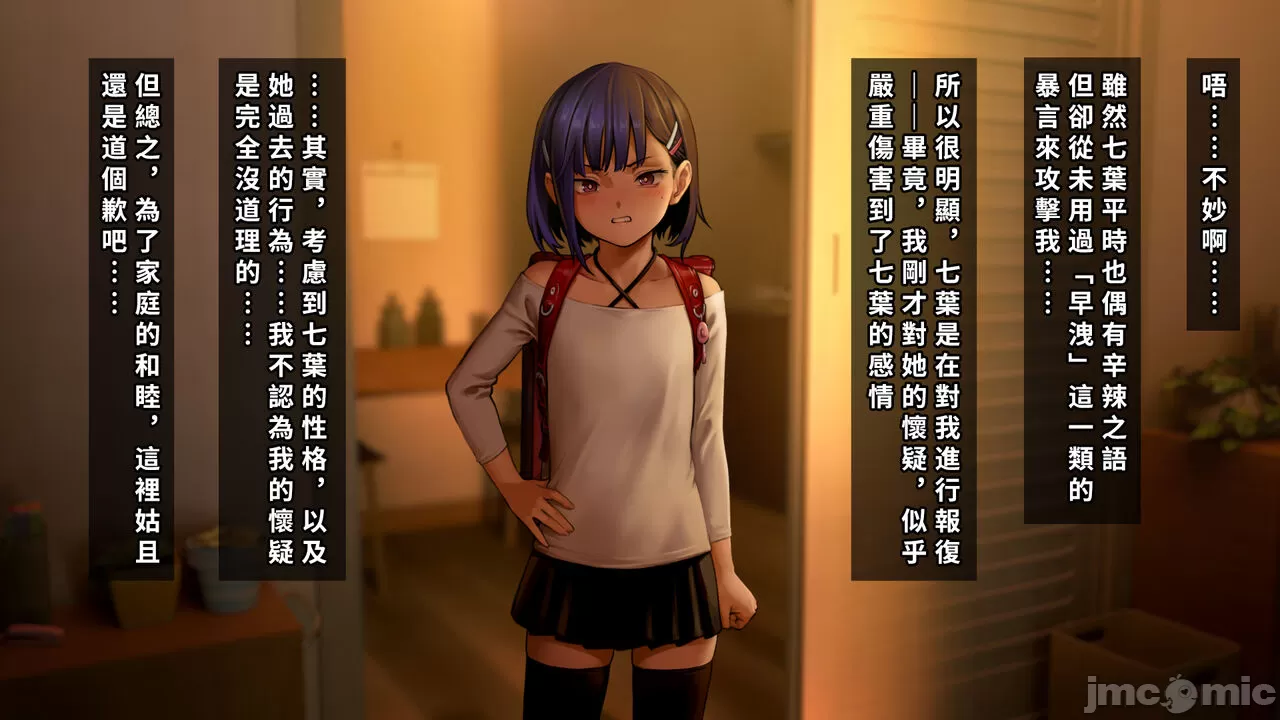 唔……不妙啊……
雖然七葉平時也偶有辛辣之語
但卻從未用過「早洩」這一類的
暴言來攻擊我……
所以很明顯，七葉是在對我進行報復
——畢竟，我剛才對她的懷疑，似乎
嚴重傷害到了七葉的感情
……其實，考慮到七葉的性格，以及
她過去的行為……我不認為我的懷疑
是完全沒道理的……
但總之，為了家庭的和睦，這裡姑且
還是道個歉吧……
jmcomic